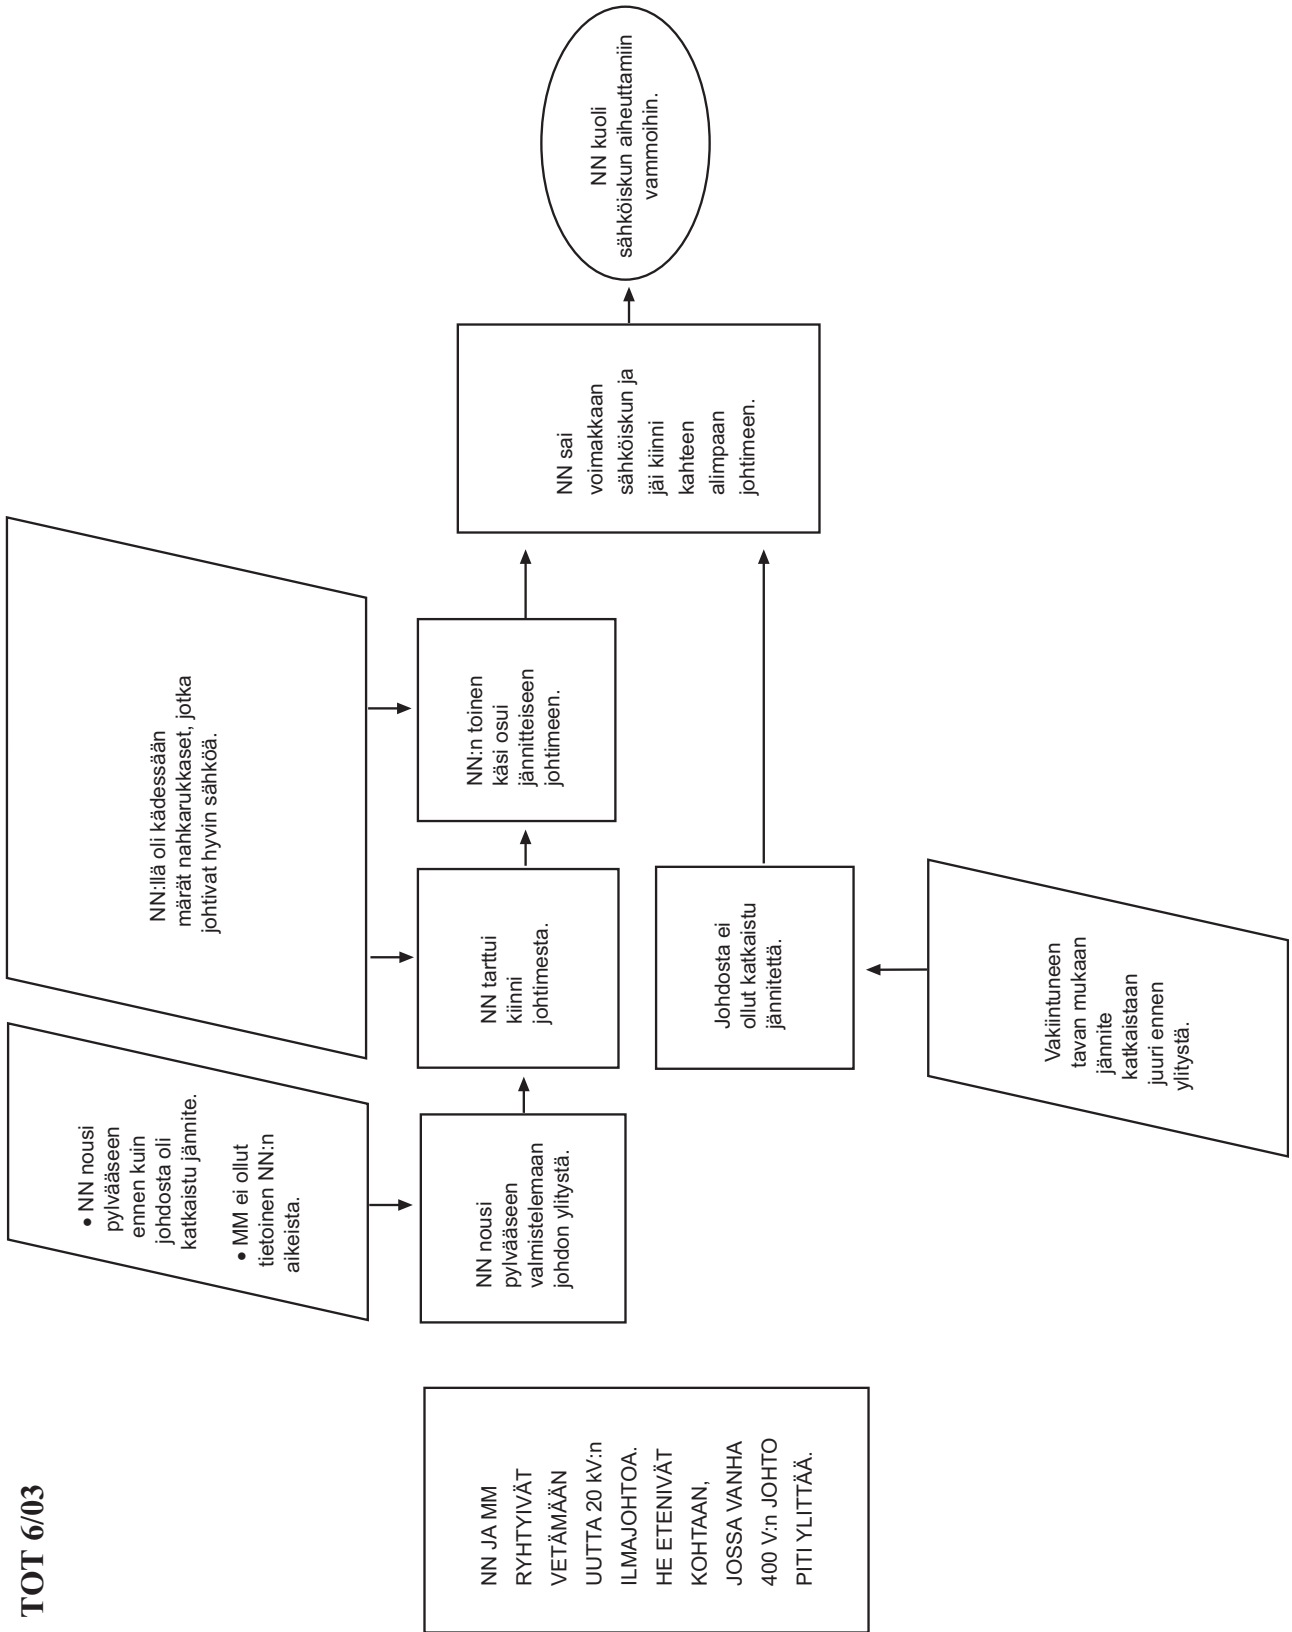 TOT 6/03
NN JA MM
RYHTYIVÄT
VETÄMÄÄN
UUTTA 20 kV:n
ILMAJOHTOA.
HE ETENIVÄT
KOHTAAN,
JOSSA VANHA
400 V:n JOHTO
PITI YLITTÄÄ.
• NN nousi
pylvääseen
ennen kuin
johdosta oli
katkaistu jännite.
• MM ei ollut
tietoinen NN:n
aikeista.
NN nousi
pylvääseen
valmistelemaan
johdon ylitystä.
NN:llä oli kädessään
märät nahkarukkaset, jotka
johtivat hyvin sähköä.
NN tarttui
kiinni
johtimesta.
NN:n toinen
käsi osui
jännitteiseen
johtimeen.
Johdosta ei
ollut katkaistu
jännitettä.
Vakiintuneen
tavan mukaan
jännite
katkaistaan
juuri ennen
ylitystä.
NN sai
voimakkaan
sähköiskun ja
jäi kiinni
kahteen
alimpaan
johtimeen.
NN kuoli
sähköiskun aiheuttamiin
vammoihin.